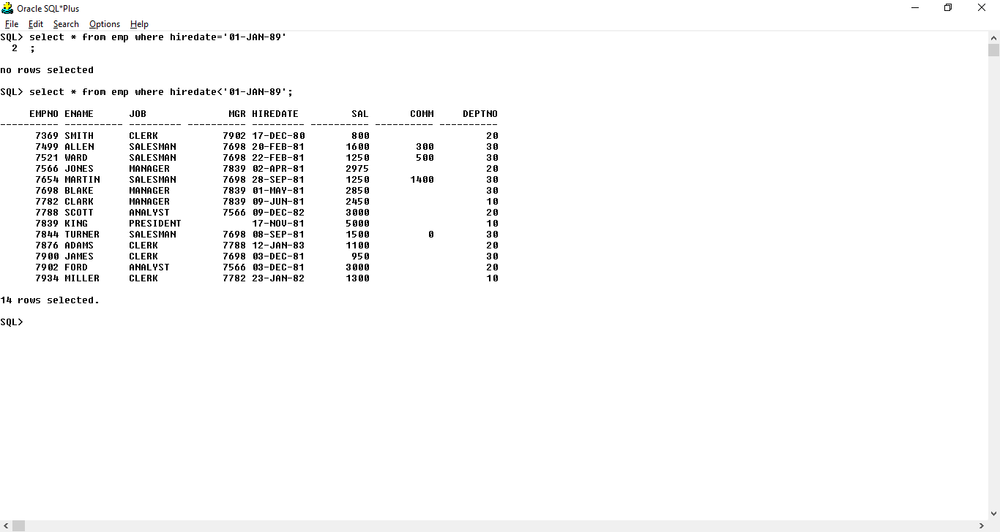 Oracle SQL*Plus
File Edit Search Options Help
SQL> select * from emp where hiredate='01-JAN-89'
  2  ;
no rows selected
SQL> select * from emp where hiredate<'01-JAN-89';
     EMPNO ENAME      JOB              MGR HIREDATE         SAL       COMM     DEPTNO
---------- ---------- --------- ---------- --------- ---------- ---------- ----------
      7369 SMITH      CLERK           7902 17-DEC-80        800                    20
      7499 ALLEN      SALESMAN        7698 20-FEB-81       1600        300         30
      7521 WARD       SALESMAN        7698 22-FEB-81       1250        500         30
      7566 JONES      MANAGER         7839 02-APR-81       2975                    20
      7654 MARTIN     SALESMAN        7698 28-SEP-81       1250       1400         30
      7698 BLAKE      MANAGER         7839 01-MAY-81       2850                    30
      7782 CLARK      MANAGER         7839 09-JUN-81       2450                    10
      7788 SCOTT      ANALYST         7566 09-DEC-82       3000                    20
      7839 KING       PRESIDENT            17-NOV-81       5000                    10
      7844 TURNER     SALESMAN        7698 08-SEP-81       1500          0         30
      7876 ADAMS      CLERK           7788 12-JAN-83       1100                    20
      7900 JAMES      CLERK           7698 03-DEC-81        950                    30
      7902 FORD       ANALYST         7566 03-DEC-81       3000                    20
      7934 MILLER     CLERK           7782 23-JAN-82       1300                    10
14 rows selected.
SQL>